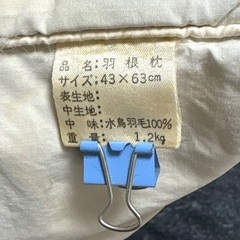 品 名：羽根枕
サイズ：43×63cm
表生地：
中生地：
中 味：水鳥羽毛100%
重 量： 1.2kg